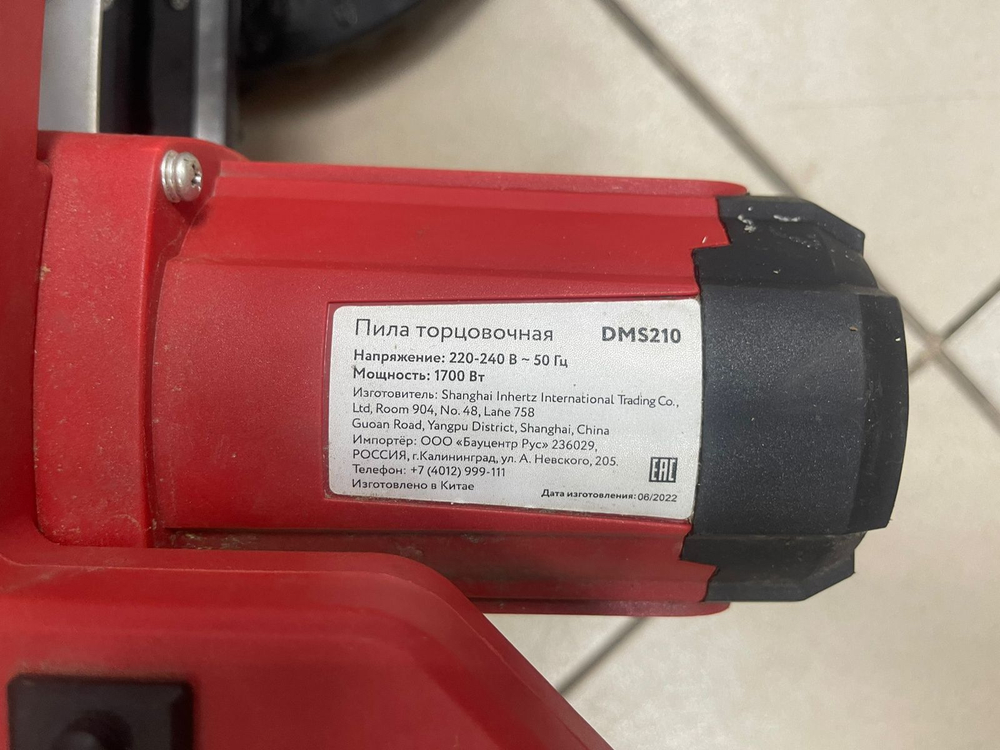 Пила торцовочная DMS210
Напряжение: 220-240 В ~ 50 Гц
Мощность: 1700 Вт
Изготовитель: Shanghai Inhertz International Trading Co.,
Ltd, Room 904, No. 48, Lane 758
Guoan Road, Yangpu District, Shanghai, China
Импортёр: ООО «Бауцентр Рус» 236029,
РОССИЯ, г.Калининград, ул. А. Невского, 205.
Телефон: +7 (4012) 999-111
Изготовлено в Китае
EAC
Дата изготовления: 06/2022